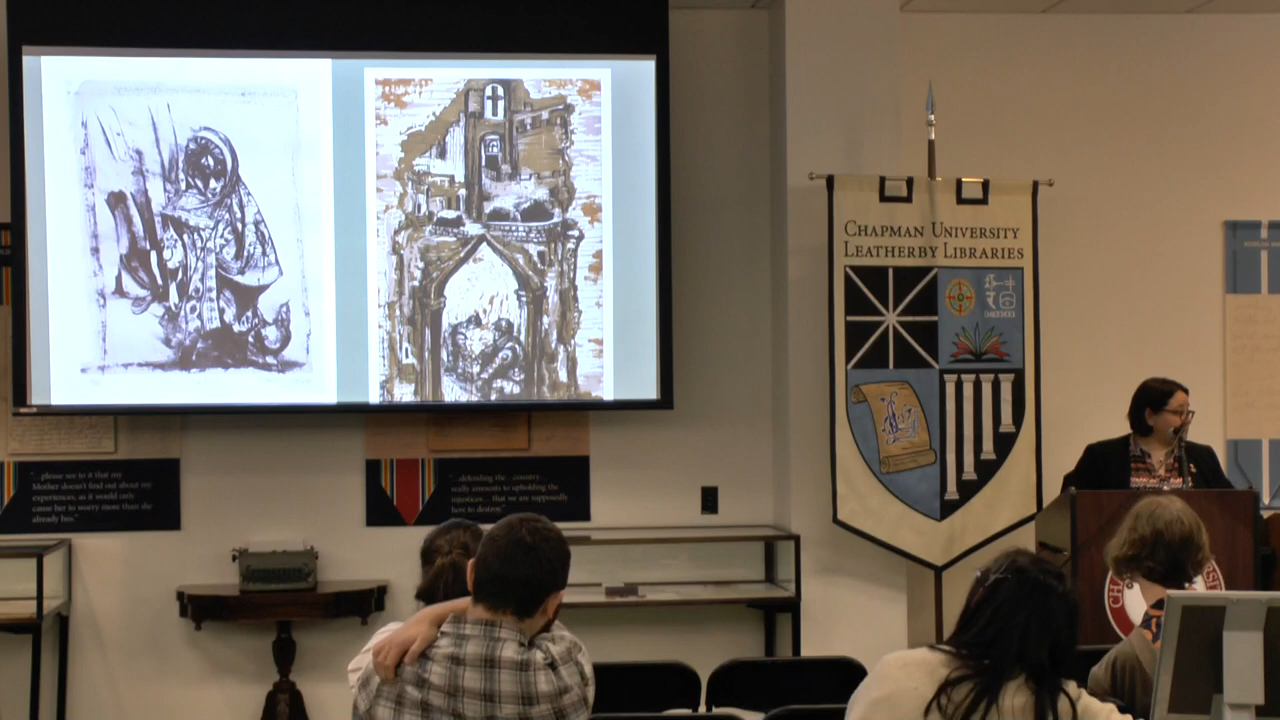 CHAPMAN UNIVERSITY
LEATHERBY LIBRARIES
"...please see to it that my
Mother doesn't find out about my
experiences, as it would only
cause her to worry more than she
already has."
"...defending the country...
really amounts to upholding the
injustices... that we are supposedly
here to destroy."